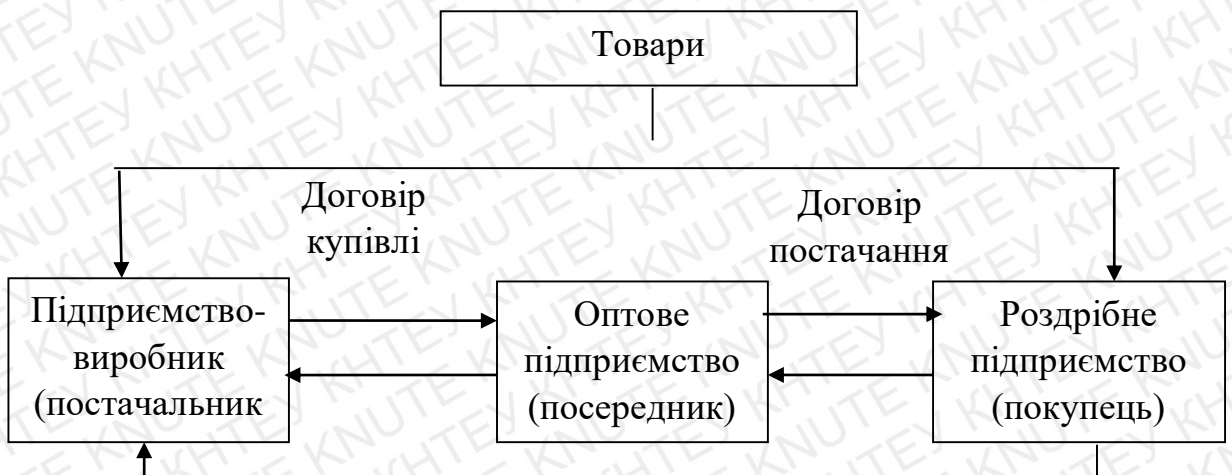 Товари
Договір
купівлі
Договір
постачання
Підприємство-
виробник
(постачальник
Оптове
підприємство
(посередник)
Роздрібне
підприємство
(покупець)